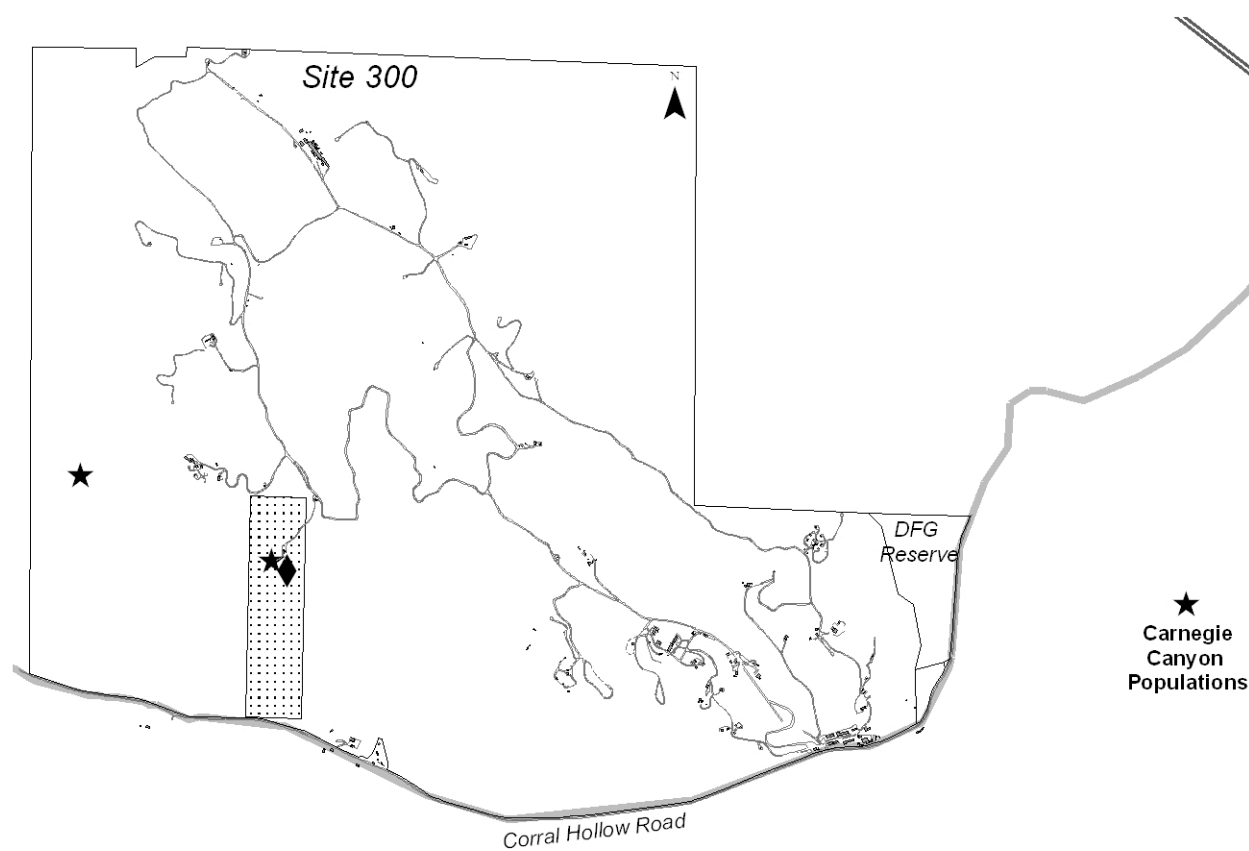 Site 300
N
DFG
Reserve
Carnegie
Canyon
Populations
Corral Hollow Road